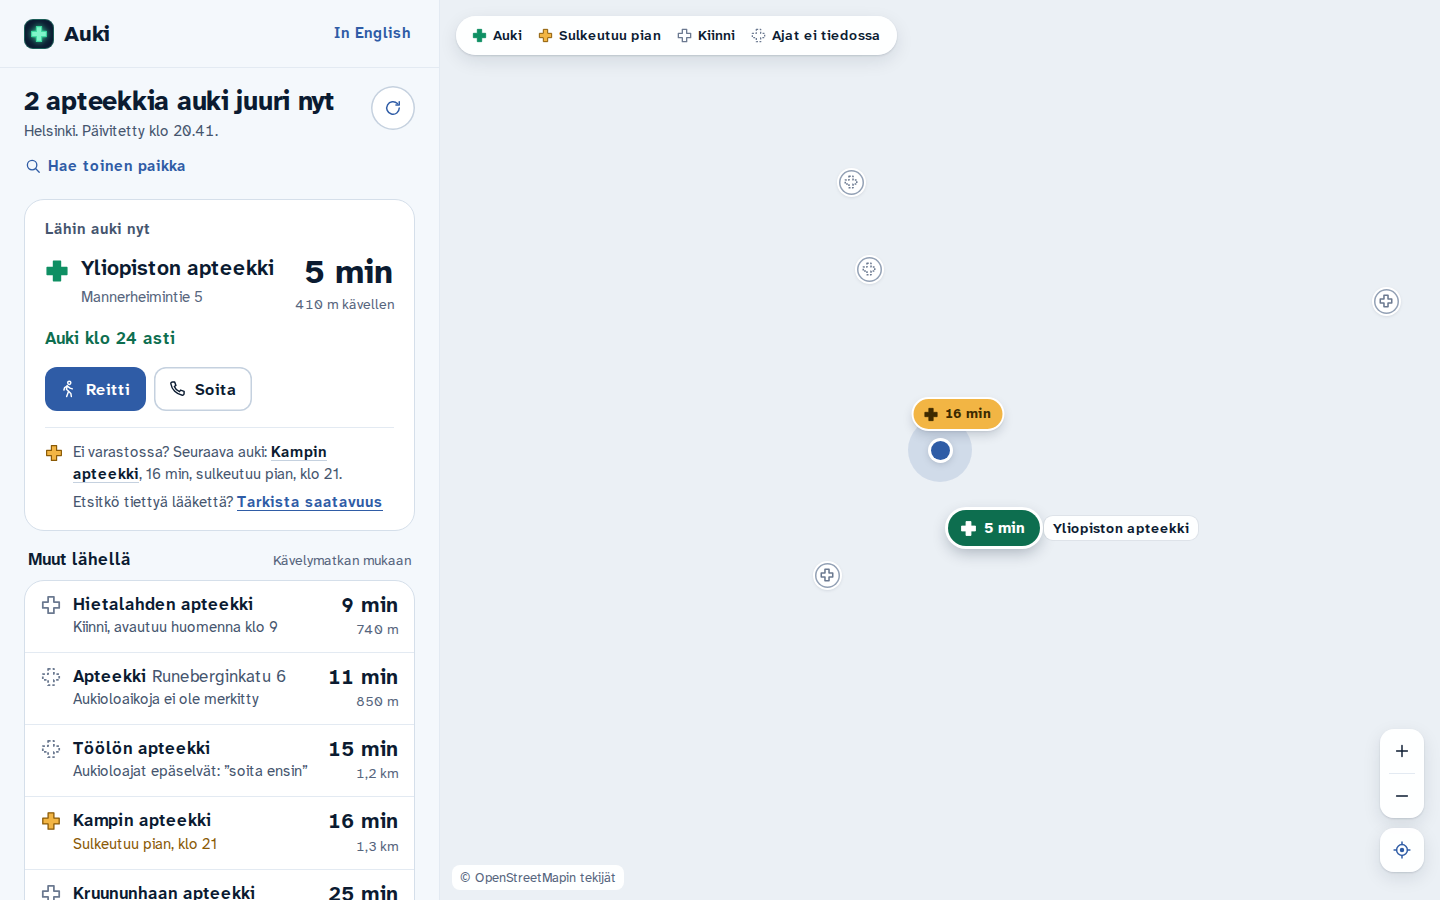 Auki
In English
2 apteekkia auki juuri nyt
Helsinki. Päivitetty klo 20.41.
Hae toinen paikka
Lähin auki nyt
Yliopiston apteekki
5 min
Mannerheimintie 5
410 m kävellen
Auki klo 24 asti
Reitti
Soita
Ei varastossa? Seuraava auki: Kampin
apteekki, 16 min, sulkeutuu pian, klo 21.
Etsitkö tiettyä lääkettä? Tarkista saatavuus
Muut lähellä
Kävelymatkan mukaan
Hietalahden apteekki
9 min
Kiinni, avautuu huomenna klo 9
740 m
Apteekki Runeberginkatu 6
11 min
Aukioloaikoja ei ole merkitty
850 m
Töölön apteekki
15 min
Aukioloajat epäselvät: ”soita ensin”
1,2 km
Kampin apteekki
16 min
Sulkeutuu pian, klo 21
1,3 km
Kruununhaan apteekki
25 min
Auki
Sulkeutuu pian
Kiinni
Ajat ei tiedossa
16 min
5 min
Yliopiston apteekki
+
−
© OpenStreetMapin tekijät